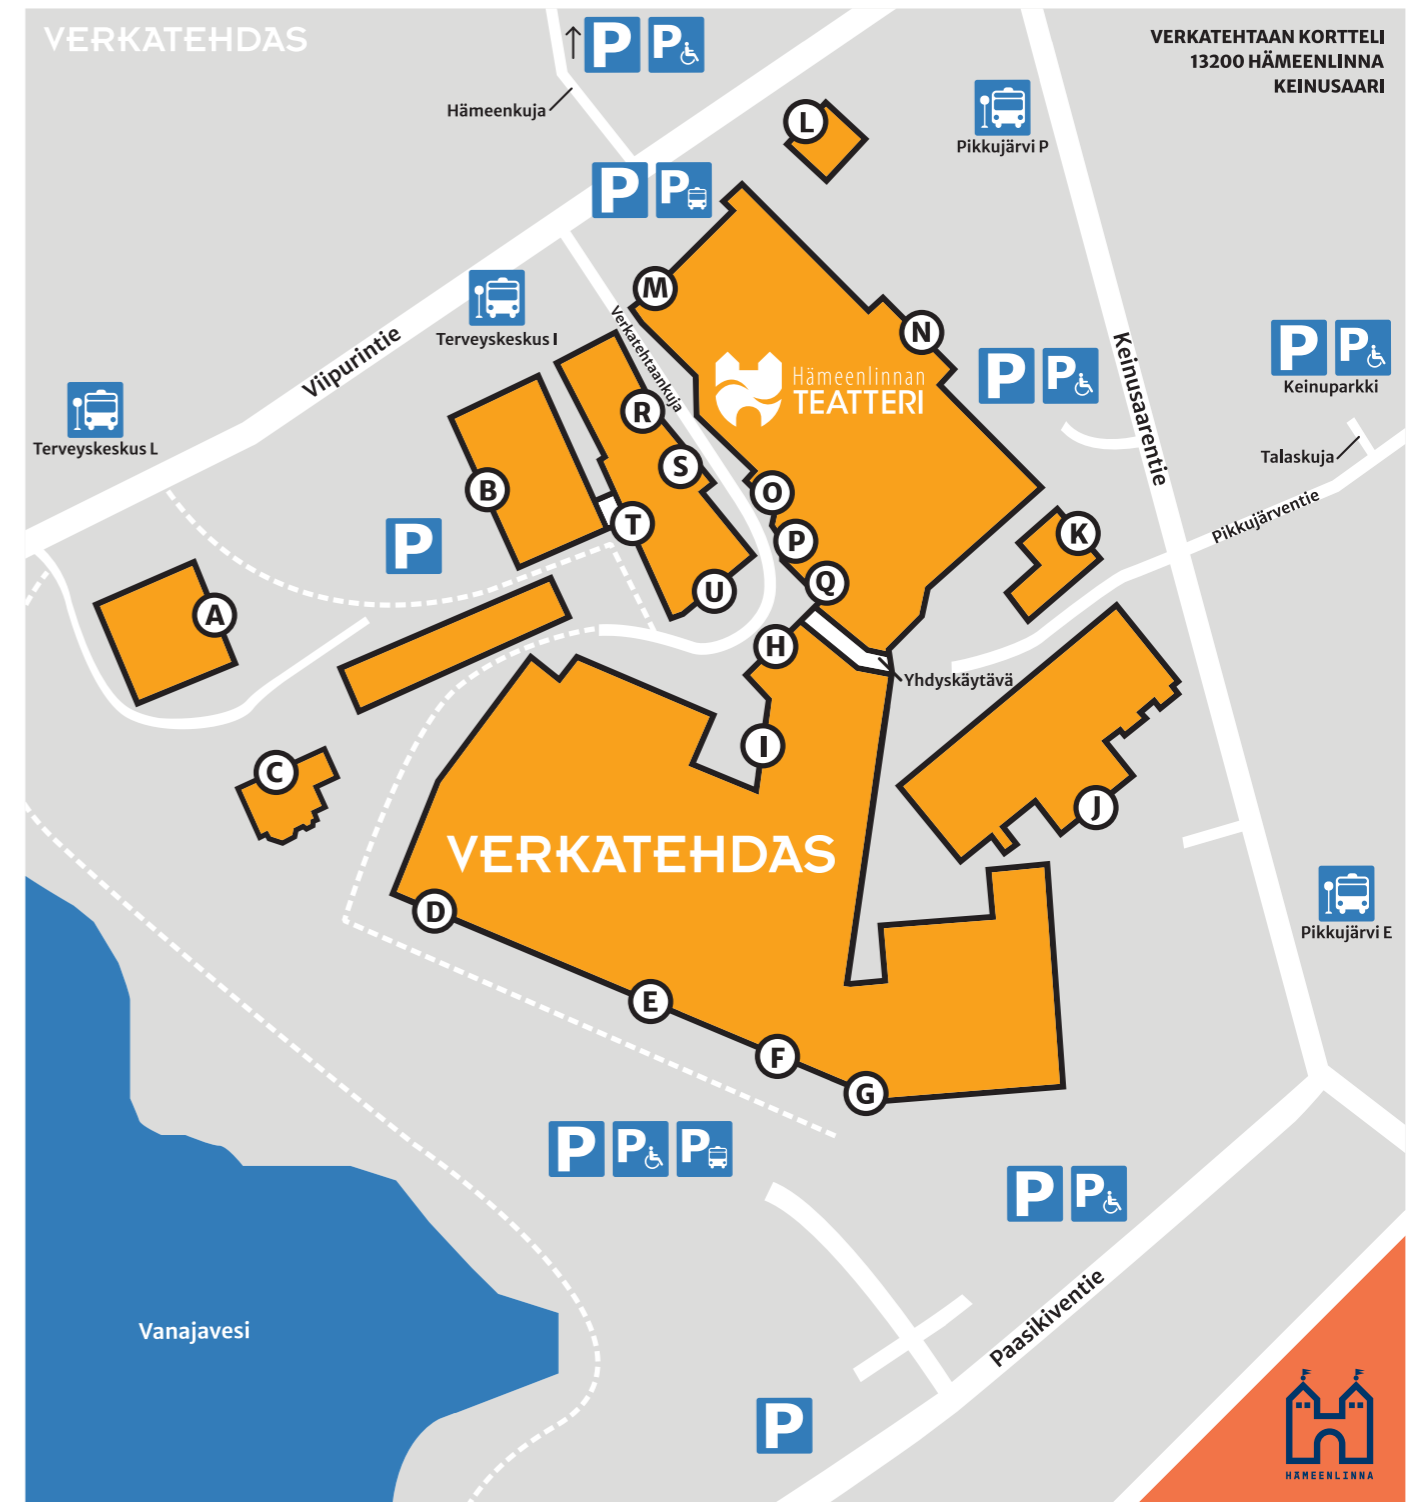 VERKATEHDAS
VERKATEHTAAN KORTTELI
13200 HÄMEENLINNA
KEINUSAARI
P
P
Hämeenkuja
L
Pikkujärvi P
P
P
M
N
Terveyskeskus I
Verkatehtaankuja
Viipurintie
Keinusaarentie
P
P
Keinuparkki
P
P
Hämeenlinnan
TEATTERI
Terveyskeskus L
R
S
Talaskuja
B
O
Pikkujärventie
T
P
K
P
Q
U
A
H
Yhdyskäytävä
I
C
J
VERKATEHDAS
D
Pikkujärvi E
E
F
G
P
P
P
P
P
Vanajavesi
Paasikiventie
P
HÄMEENLINNA